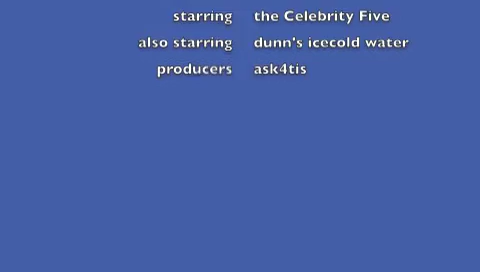 starring the Celebrity Five
also starring dunn's icecold water
producers ask4tis